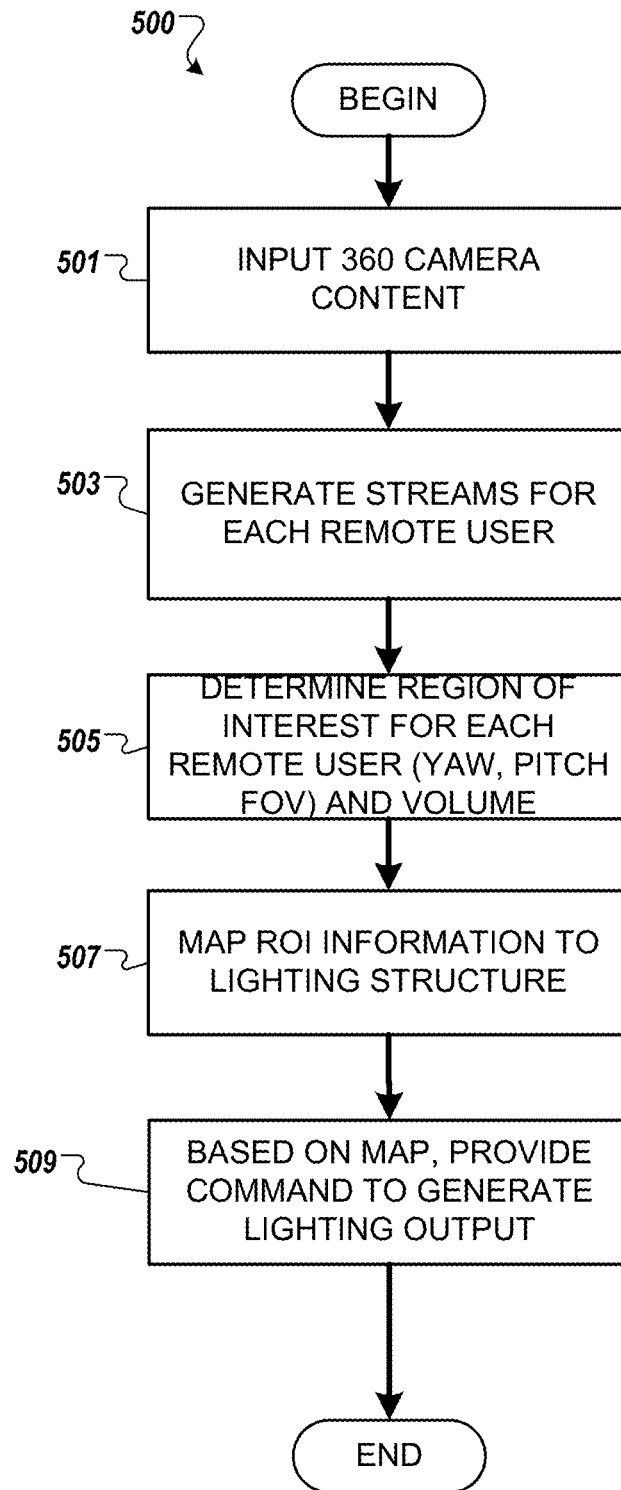 500
BEGIN
501
INPUT 360 CAMERA
CONTENT
503
GENERATE STREAMS FOR
EACH REMOTE USER
505
DETERMINE REGION OF
INTEREST FOR EACH
REMOTE USER (YAW, PITCH
FOV) AND VOLUME
507
MAP ROI INFORMATION TO
LIGHTING STRUCTURE
509
BASED ON MAP, PROVIDE
COMMAND TO GENERATE
LIGHTING OUTPUT
END